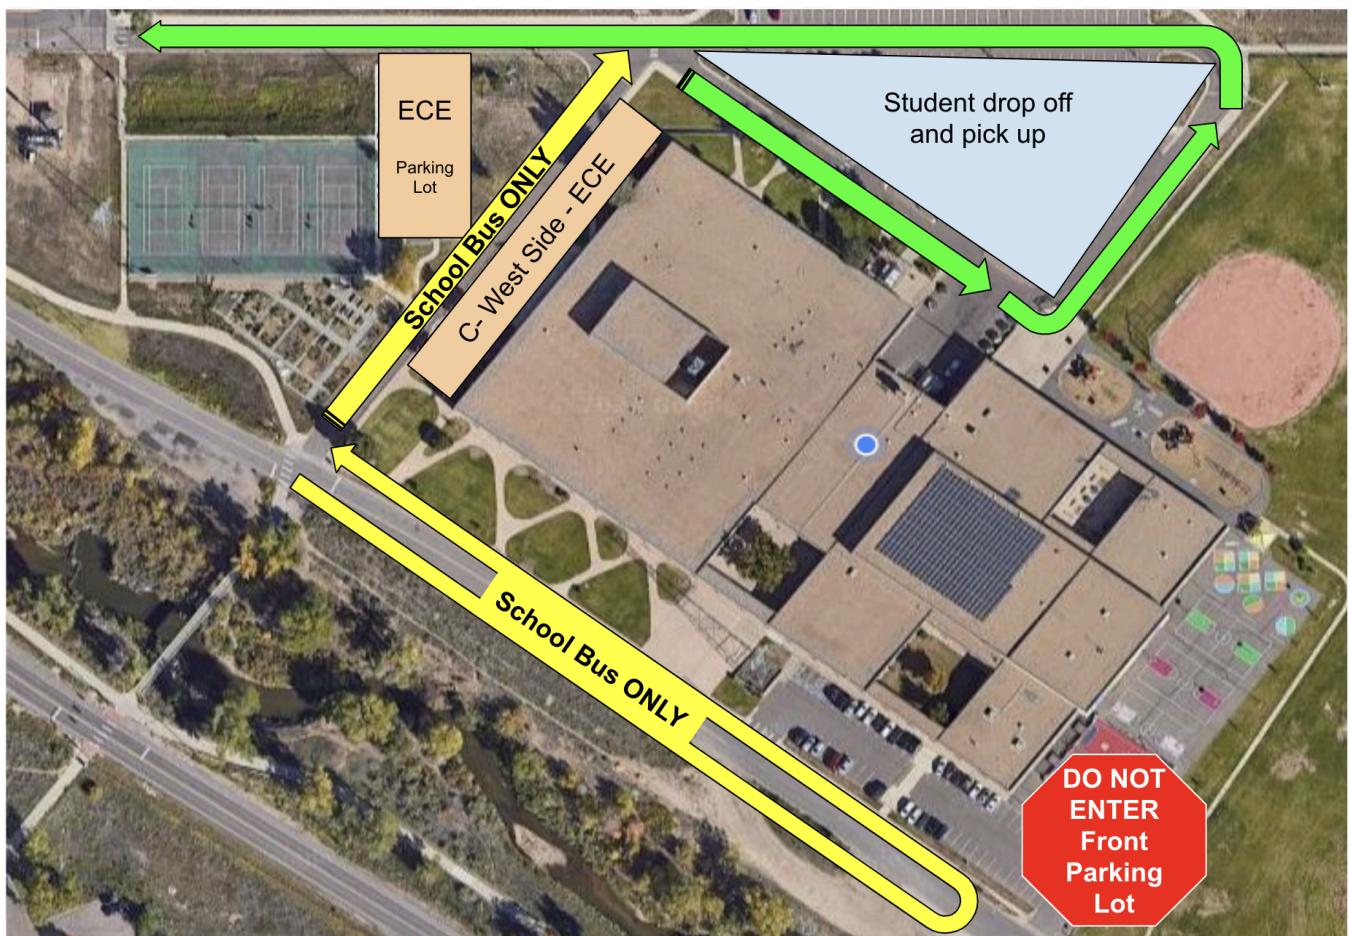 ECE
Parking
Lot
School Bus ONLY
C- West Side - ECE
Student drop off
and pick up
School Bus ONLY
DO NOT
ENTER
Front
Parking
Lot